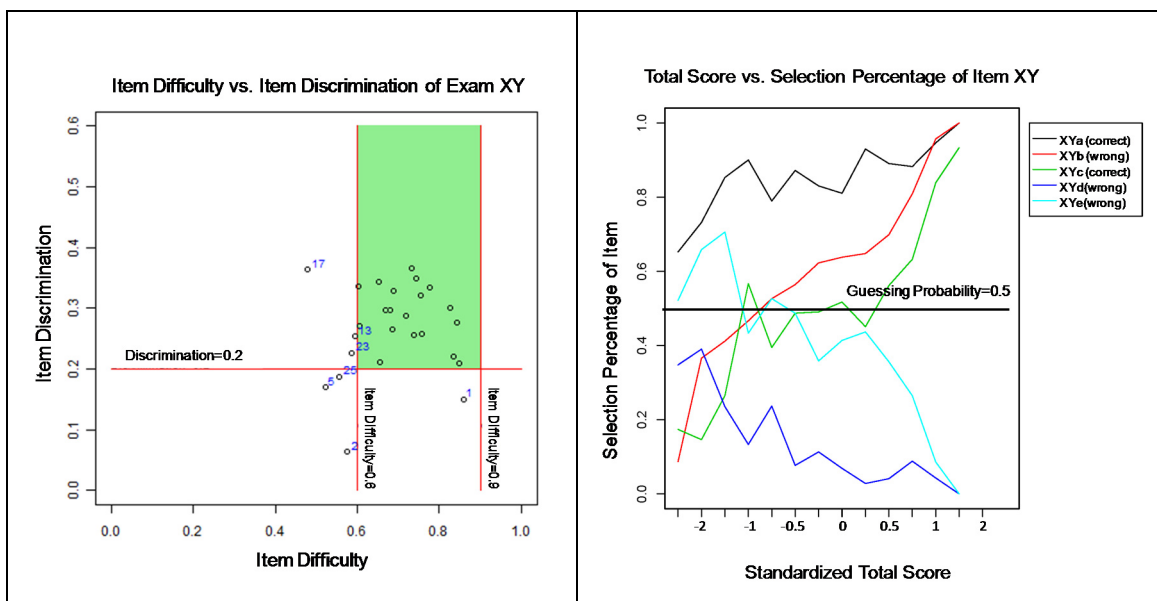 Item Difficulty vs. Item Discrimination of Exam XY
Item Discrimination
0.6
0.5
0.4
0.3
0.2
0.1
0.0
17
13
23
25
5
1
2
Discrimination=0.2
Item Difficulty=0.6
Item Difficulty=0.9
0.0 0.2 0.4 0.6 0.8 1.0
Item Difficulty
Total Score vs. Selection Percentage of Item XY
Selection Percentage of Item
1.0
0.8
0.6
0.4
0.2
0.0
XYa (correct)
XYb (wrong)
XYc (correct)
XYd(wrong)
XYe(wrong)
Guessing Probability=0.5
-2 -1 -0.5 0 0.5 1 2
Standardized Total Score